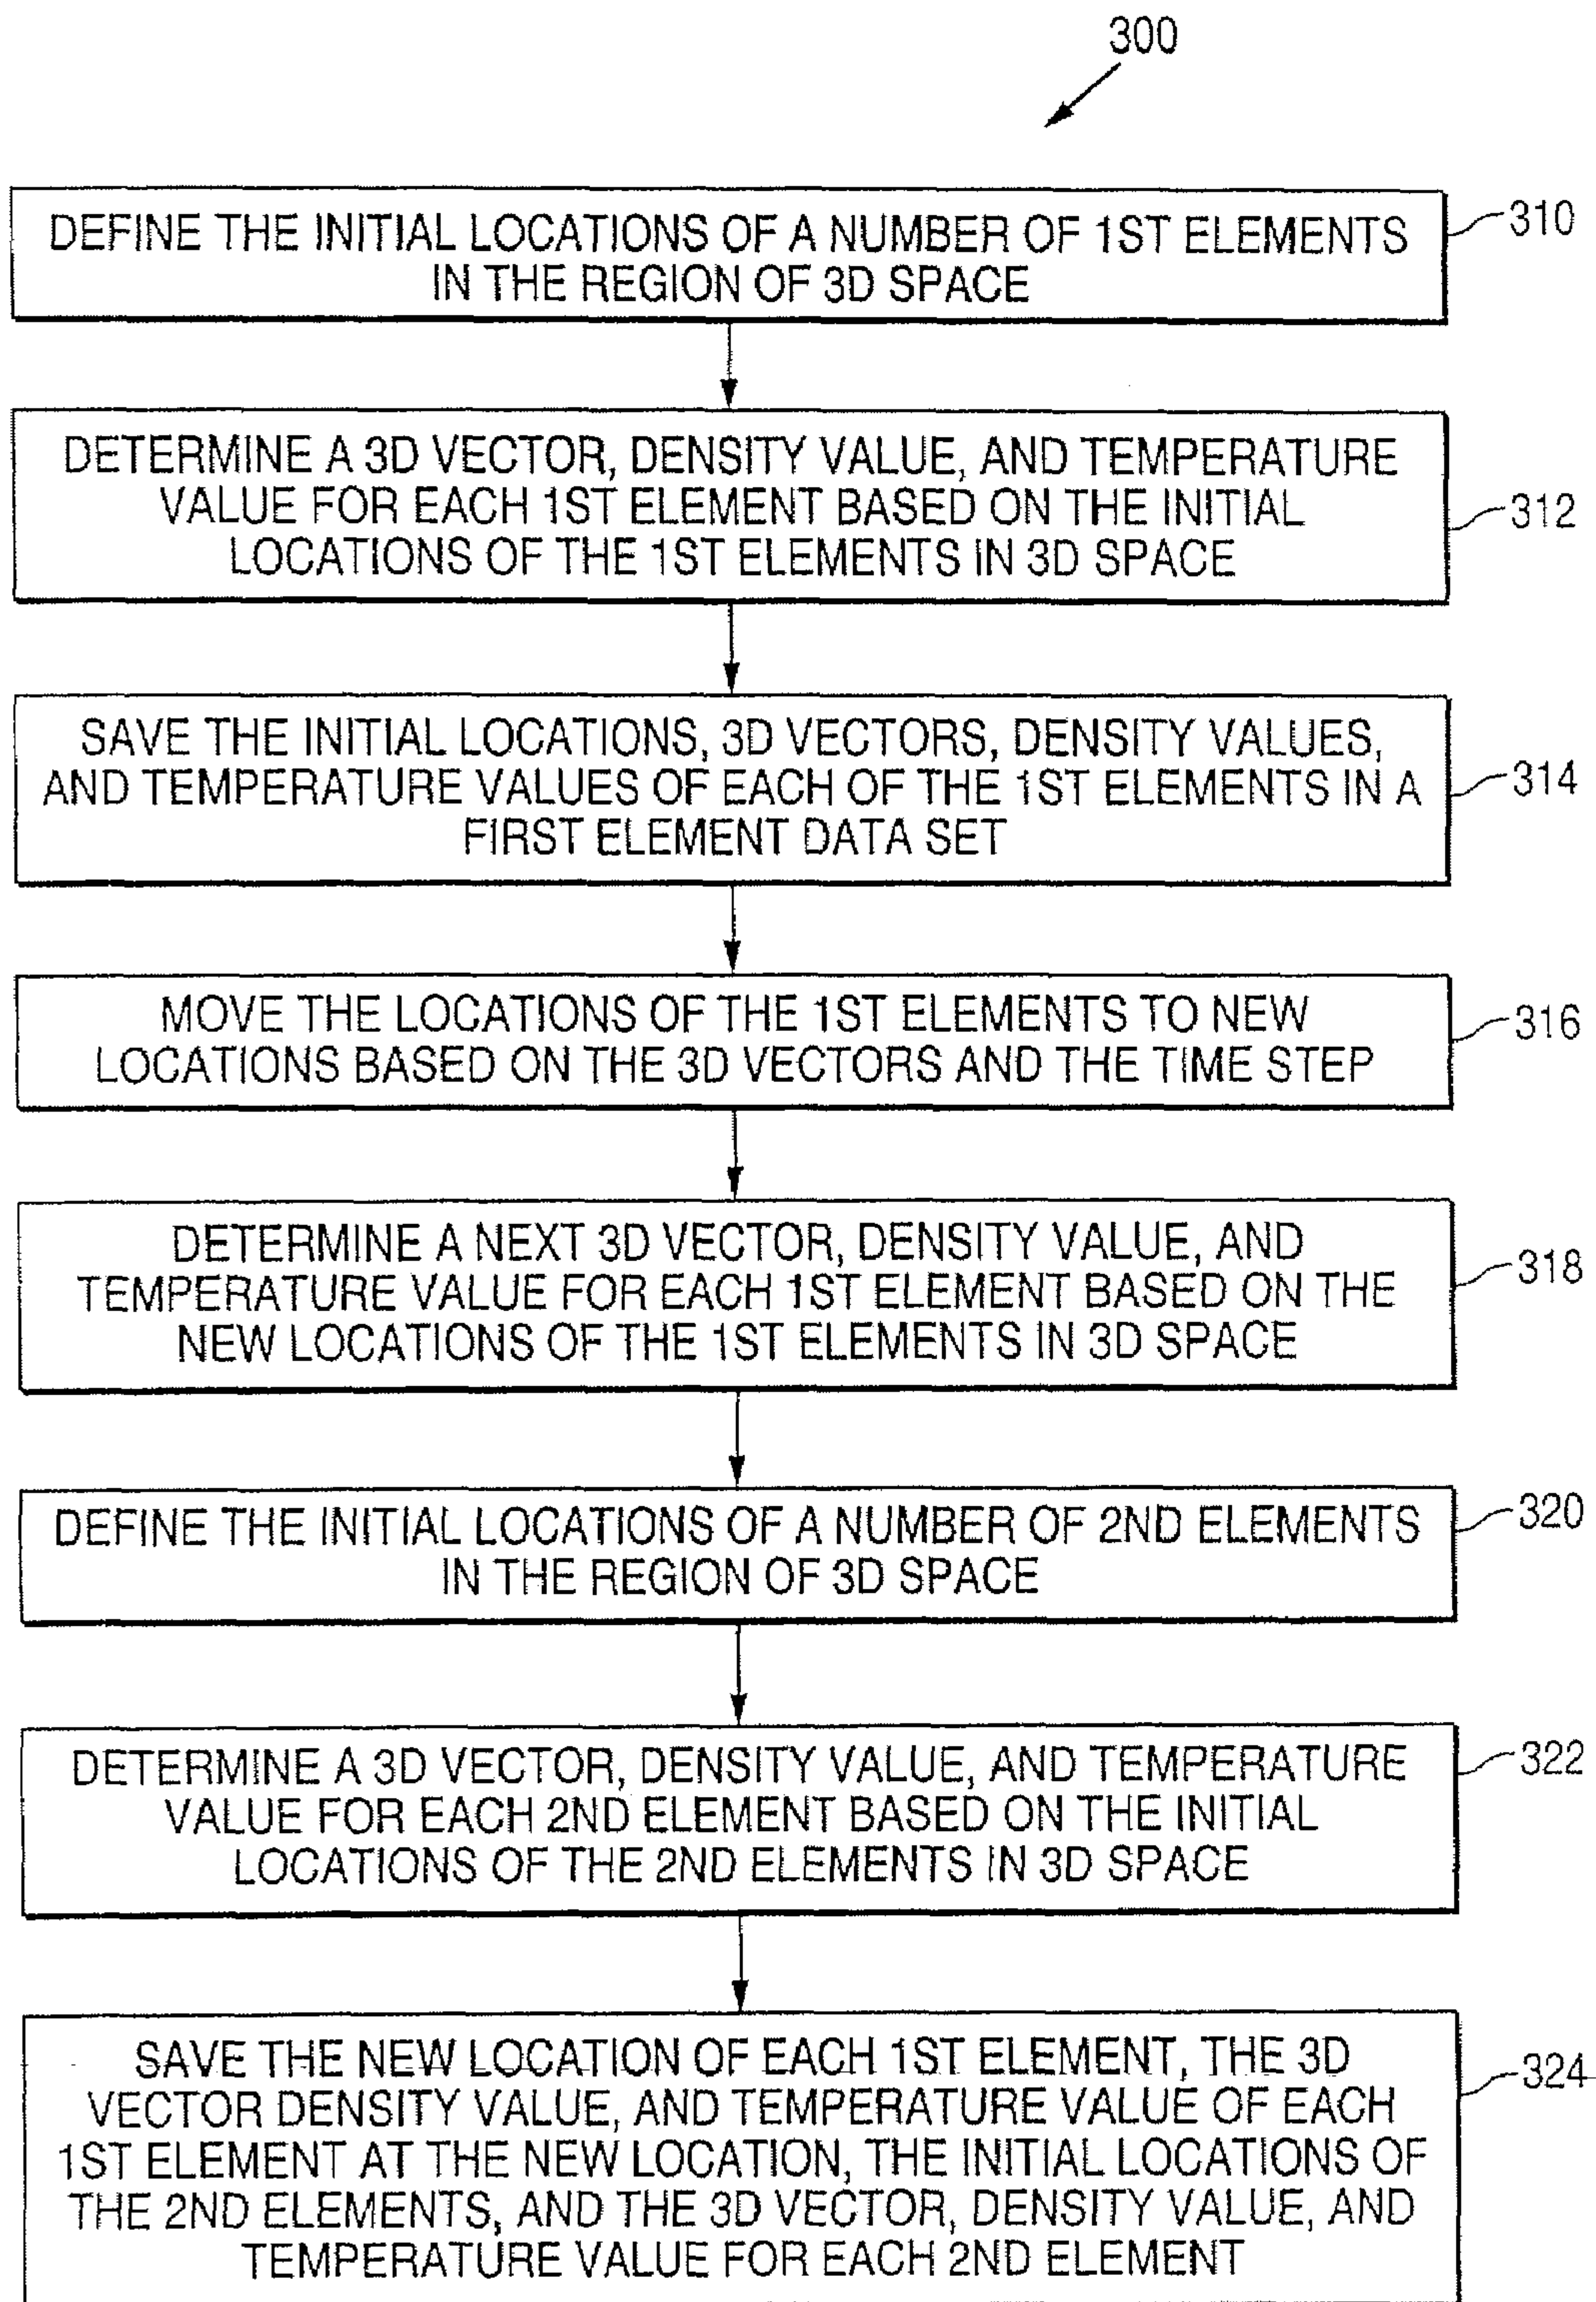 300
DEFINE THE INITIAL LOCATIONS OF A NUMBER OF 1ST ELEMENTS
IN THE REGION OF 3D SPACE
310
DETERMINE A 3D VECTOR, DENSITY VALUE, AND TEMPERATURE
VALUE FOR EACH 1ST ELEMENT BASED ON THE INITIAL
LOCATIONS OF THE 1ST ELEMENTS IN 3D SPACE
312
SAVE THE INITIAL LOCATIONS, 3D VECTORS, DENSITY VALUES,
AND TEMPERATURE VALUES OF EACH OF THE 1ST ELEMENTS IN A
FIRST ELEMENT DATA SET
314
MOVE THE LOCATIONS OF THE 1ST ELEMENTS TO NEW
LOCATIONS BASED ON THE 3D VECTORS AND THE TIME STEP
316
DETERMINE A NEXT 3D VECTOR, DENSITY VALUE, AND
TEMPERATURE VALUE FOR EACH 1ST ELEMENT BASED ON THE
NEW LOCATIONS OF THE 1ST ELEMENTS IN 3D SPACE
318
DEFINE THE INITIAL LOCATIONS OF A NUMBER OF 2ND ELEMENTS
IN THE REGION OF 3D SPACE
320
DETERMINE A 3D VECTOR, DENSITY VALUE, AND TEMPERATURE
VALUE FOR EACH 2ND ELEMENT BASED ON THE INITIAL
LOCATIONS OF THE 2ND ELEMENTS IN 3D SPACE
322
SAVE THE NEW LOCATION OF EACH 1ST ELEMENT, THE 3D
VECTOR DENSITY VALUE, AND TEMPERATURE VALUE OF EACH
1ST ELEMENT AT THE NEW LOCATION, THE INITIAL LOCATIONS OF
THE 2ND ELEMENTS, AND THE 3D VECTOR, DENSITY VALUE, AND
TEMPERATURE VALUE FOR EACH 2ND ELEMENT
324